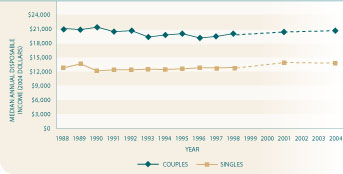 $24,000
$21,000
$18,000
$15,000
$12,000
$9,000
$6,000
$3,000
$0
MEDIAN ANNUAL DISPOSABLE
INCOME (2004 DOLLARS)
1988 1989 1990 1991 1992 1993 1994 1995 1996 1997 1998 1999 2000 2001 2002 2003 2004
YEAR
COUPLES SINGLES